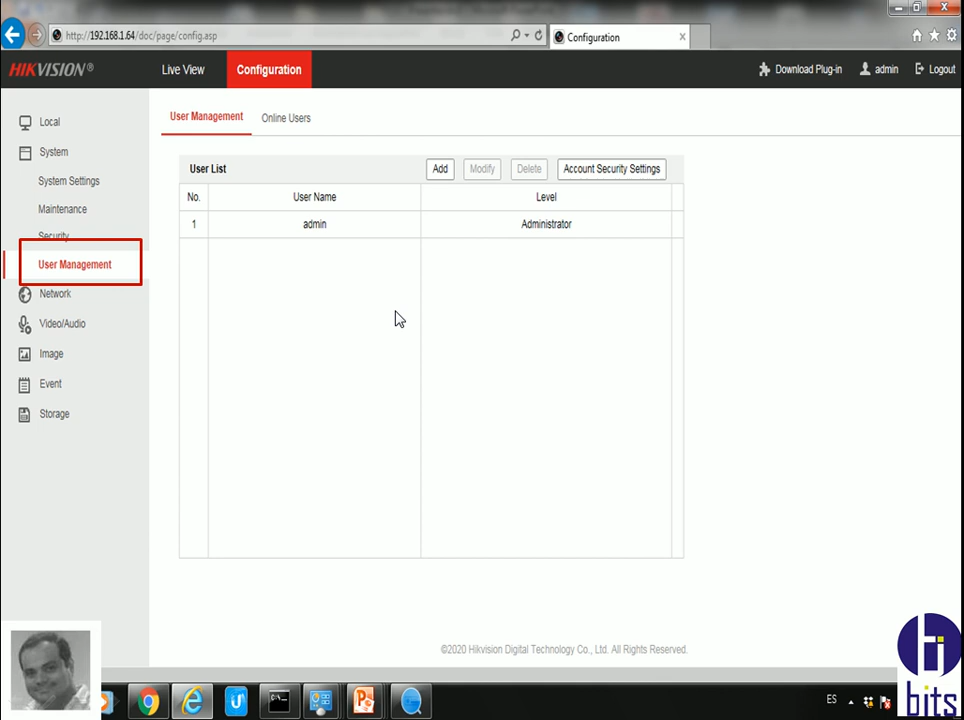 http://192.168.1.64/doc/page/config.asp
Configuration
HIKVISION®
Live View
Configuration
Download Plug-in
admin
Logout
Local
System
System Settings
Maintenance
Security
User Management
Network
Video/Audio
Image
Event
Storage
User Management
Online Users
User List
Add
Modify
Delete
Account Security Settings
No. User Name Level
1 admin Administrator
©2020 Hikvision Digital Technology Co., Ltd. All Rights Reserved.
ES
hi
bits